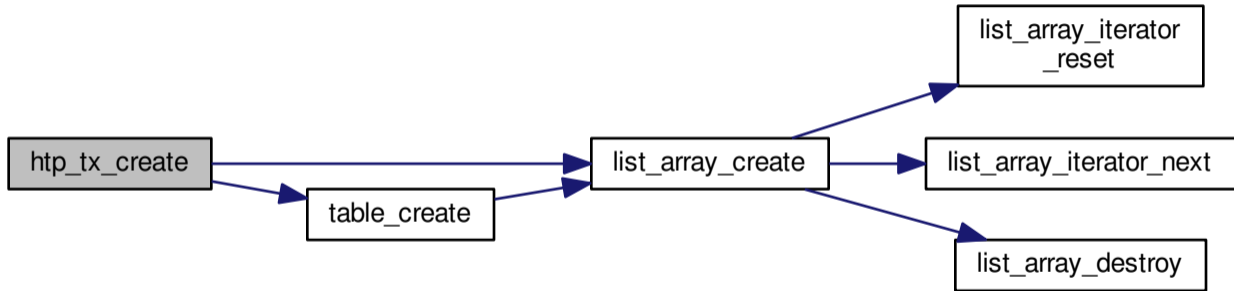 htp_tx_create
table_create
list_array_create
list_array_iterator
_reset
list_array_iterator_next
list_array_destroy